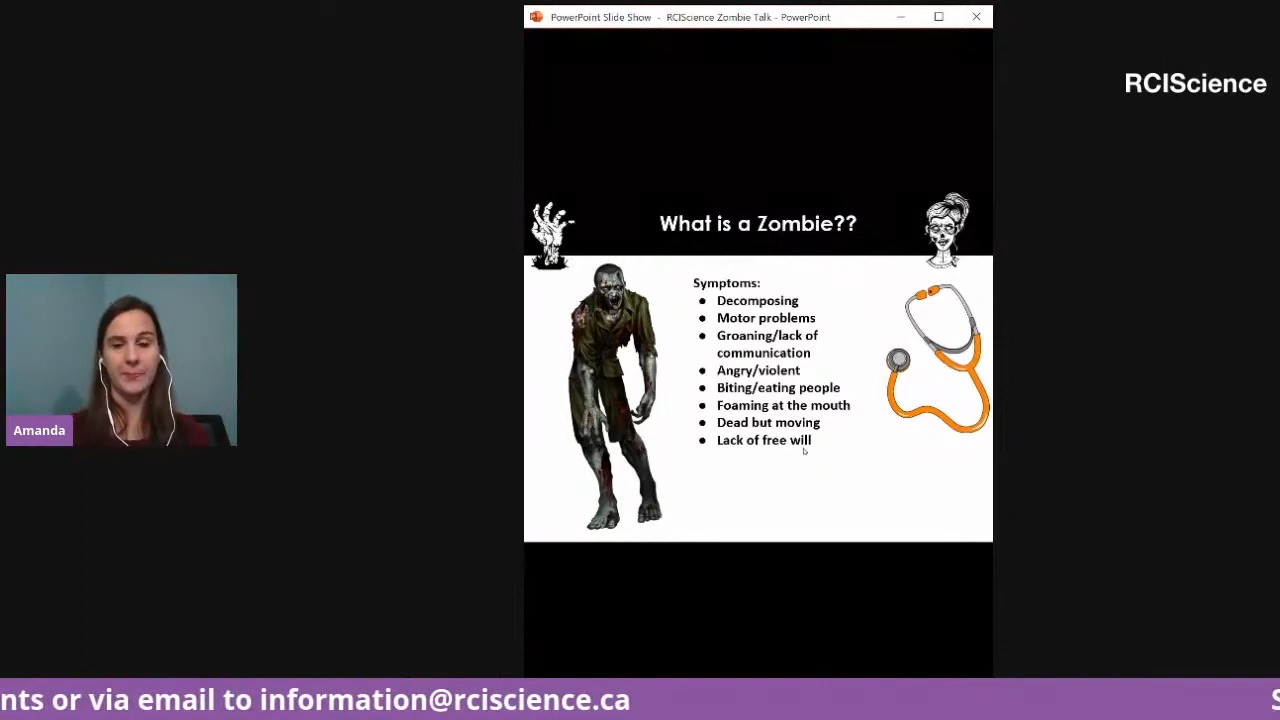 PowerPoint Slide Show - RCIScience Zombie Talk - PowerPoint
RCIScience
What is a Zombie??
Symptoms:
● Decomposing
● Motor problems
● Groaning/lack of
communication
● Angry/violent
● Biting/eating people
● Foaming at the mouth
● Dead but moving
● Lack of free will
Amanda
nts or via email to information@rciscience.ca